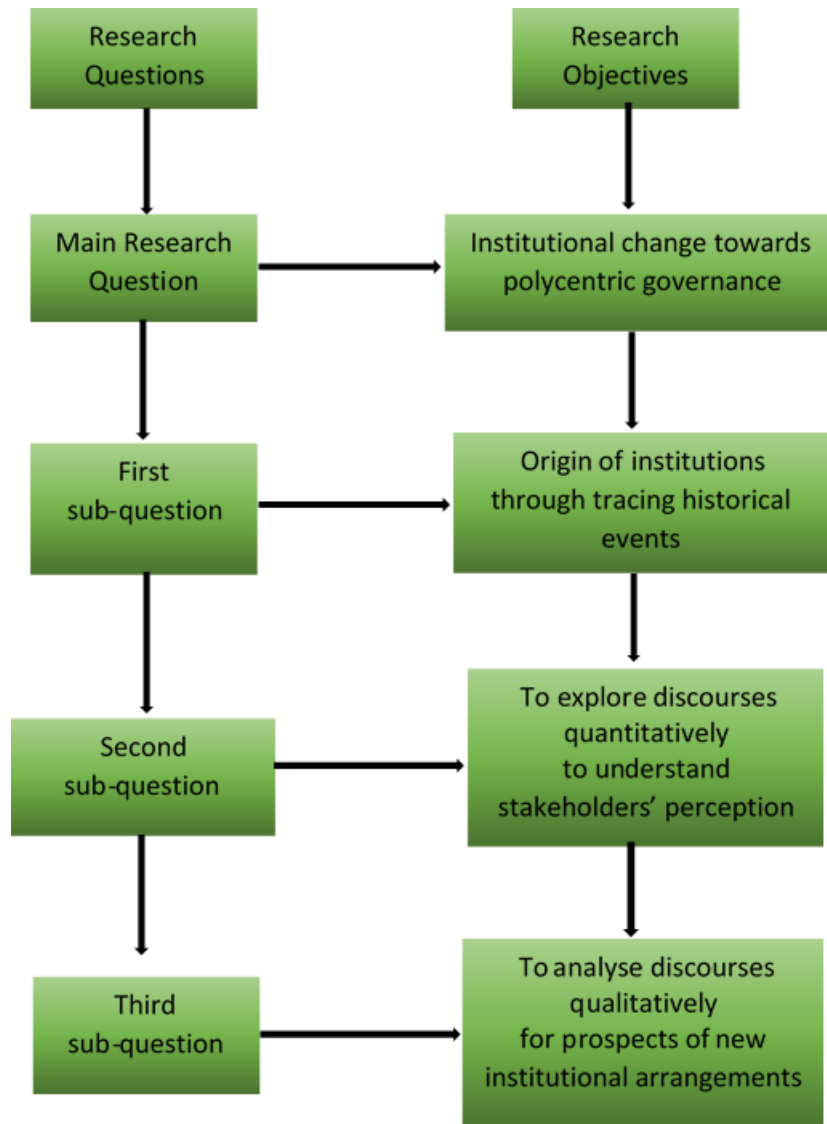 Research
Questions
Research
Objectives
Main Research
Question
Institutional change towards
polycentric governance
First
sub-question
Origin of institutions
through tracing historical
events
Second
sub-question
To explore discourses
quantitatively
to understand
stakeholders’ perception
Third
sub-question
To analyse discourses
qualitatively
for prospects of new
institutional arrangements